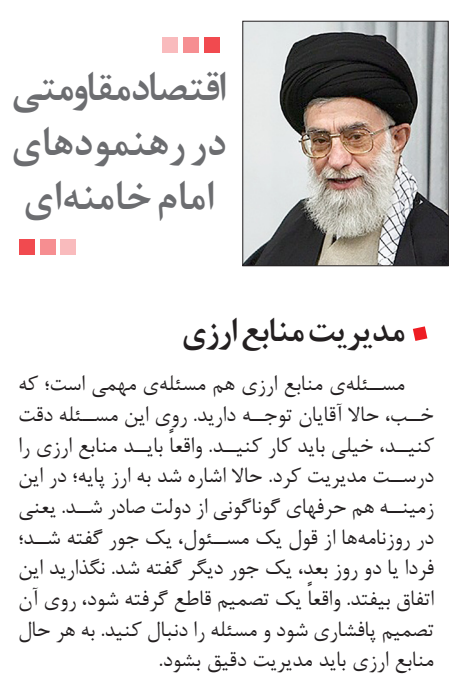 اقتصاد مقاومتی
در رهنمودهای
امام خامنه‌ای
مدیریت منابع ارزی
مسئله‌ی منابع ارزی هم مسئله‌ی مهمی است؛ که
خب، حالا آقایان توجه دارید. روی این مسئله دقت
کنید، خیلی باید کار کنید. واقعاً باید منابع ارزی را
درست مدیریت کرد. حالا اشاره شد به ارز پایه؛ در این
زمینه هم حرفهای گوناگونی از دولت صادر شد. یعنی
در روزنامه‌ها از قول یک مسئول، یک جور گفته شد؛
فردا یا دو روز بعد، یک جور دیگر گفته شد. نگذارید این
اتفاق بیفتد. واقعاً یک تصمیم قاطع گرفته شود، روی آن
تصمیم پافشاری شود و مسئله را دنبال کنید. به هر حال
منابع ارزی باید مدیریت دقیق بشود.